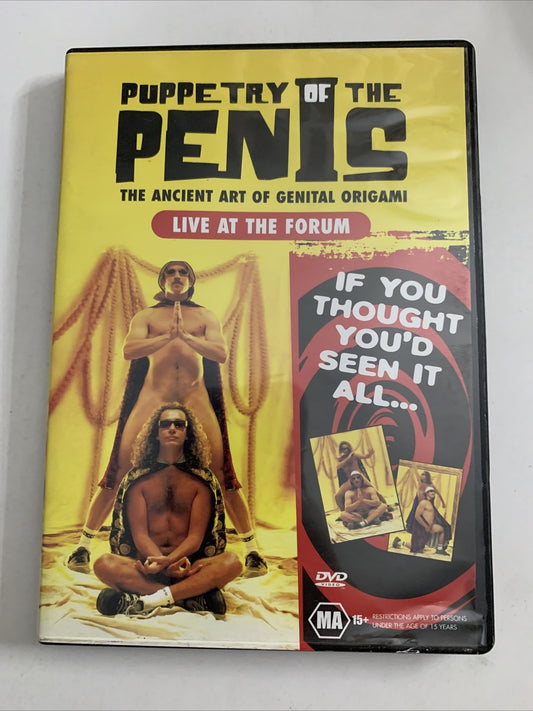 PUPPETRY OF THE
PENIS
THE ANCIENT ART OF GENITAL ORIGAMI
LIVE AT THE FORUM
IF YOU
THOUGHT
YOU'D
SEEN IT
ALL...
DVD
VIDEO
MA 15+ RESTRICTIONS APPLY TO PERSONS
UNDER THE AGE OF 15 YEARS